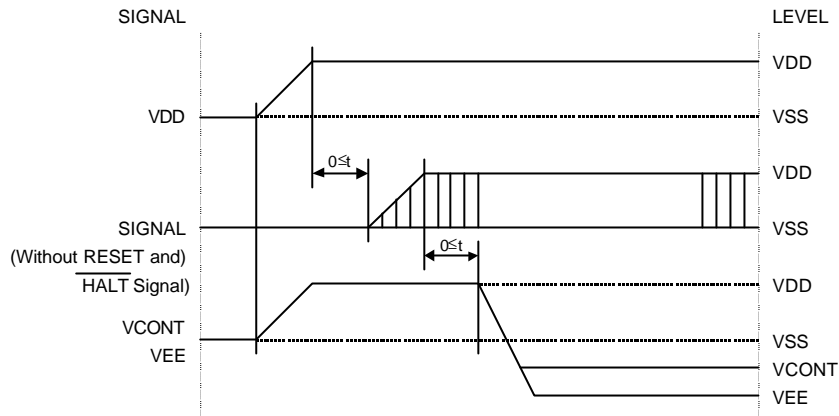 SIGNAL
LEVEL
VDD
VDD
VSS
0≤t
VDD
SIGNAL
VSS
(Without RESET and)
0≤t
HALT Signal)
VDD
VCONT
VSS
VEE
VCONT
VEE